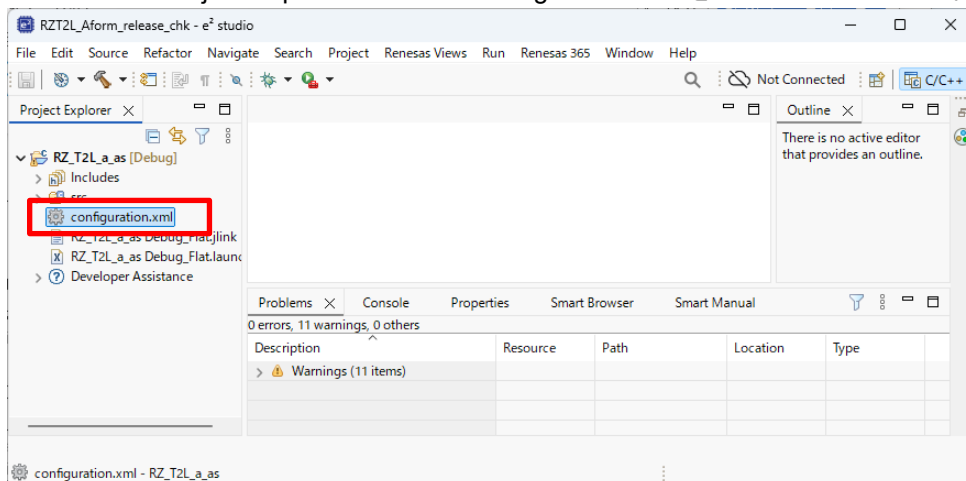 RZT2L_Aform_release_chk - e² studio
File Edit Source Refactor Navigate Search Project Renesas Views Run Renesas 365 Window Help
Not Connected C/C++
Project Explorer
Outline
There is no active editor
that provides an outline.
RZ_T2L_a_as [Debug]
Includes
src
configuration.xml
RZ_T2L_a_as Debug_Flat.jlink
RZ_T2L_a_as Debug_Flat.launc
Developer Assistance
Problems Console Properties Smart Browser Smart Manual
0 errors, 11 warnings, 0 others
Description Resource Path Location Type
Warnings (11 items)
configuration.xml - RZ_T2L_a_as